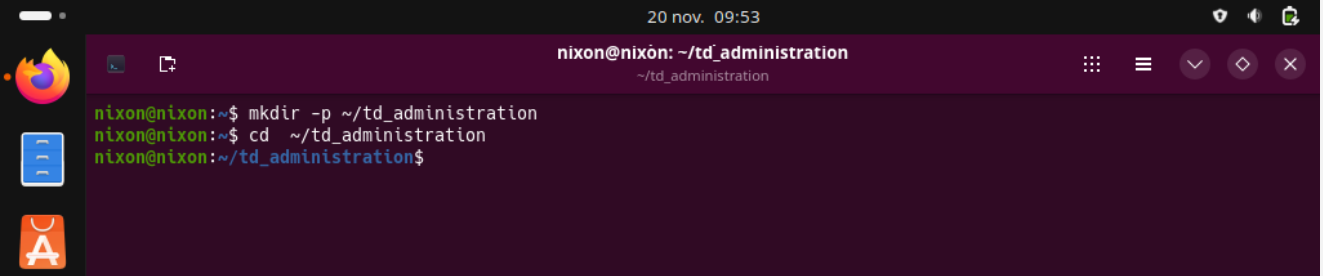 20 nov. 09:53
nixon@nixon: ~/td_administration
~/td_administration
nixon@nixon:~$ mkdir -p ~/td_administration
nixon@nixon:~$ cd  ~/td_administration
nixon@nixon:~/td_administration$